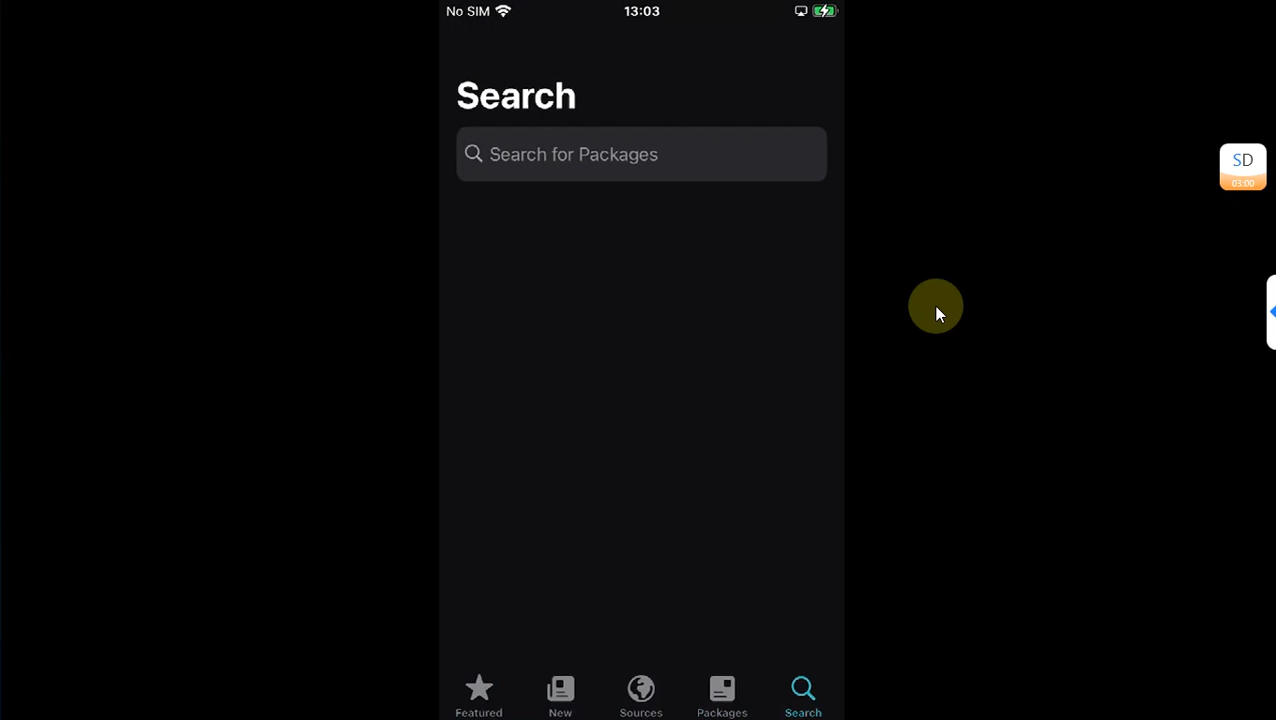 No SIM
13:03
Search
Search for Packages
SD
03:00
Featured
New
Sources
Packages
Search